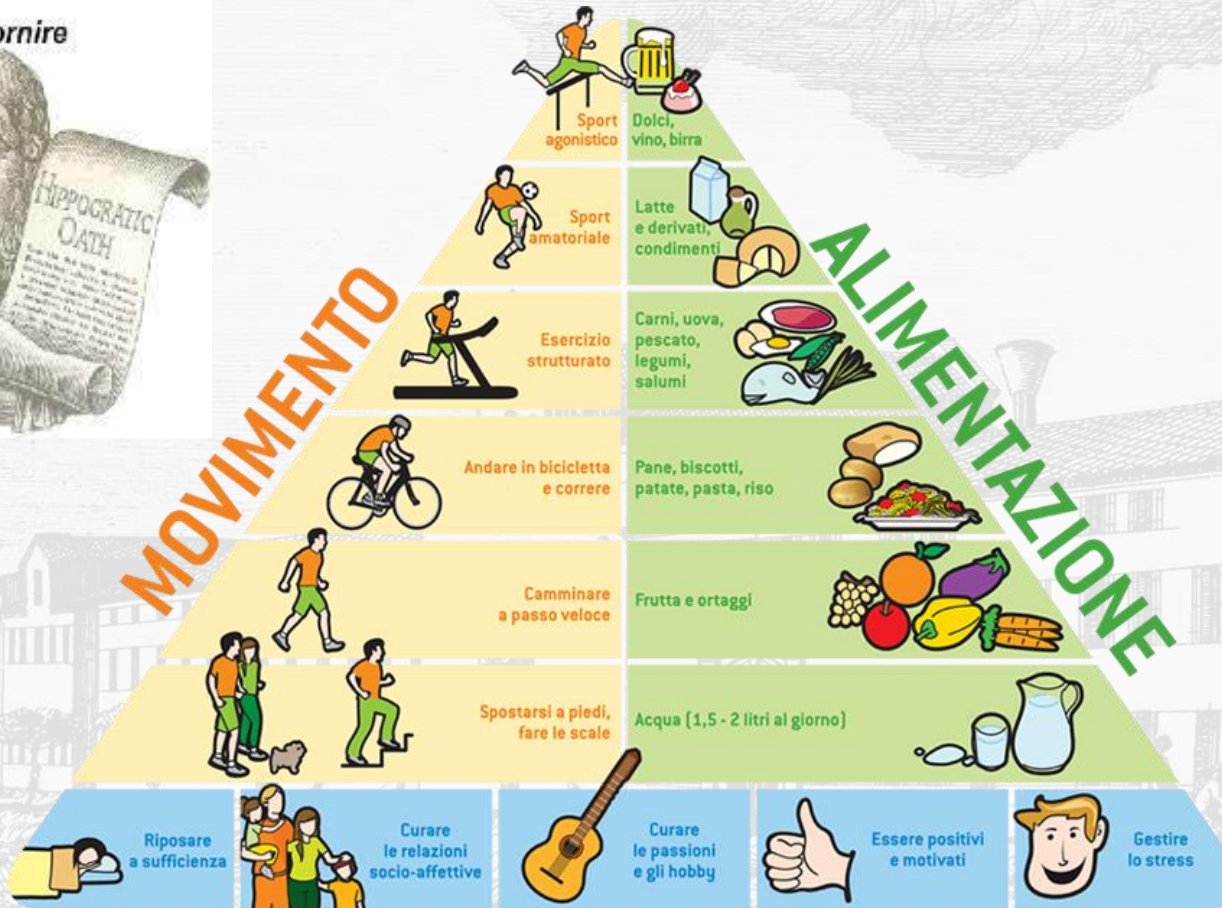 ornire
HIPPOCRATIC
OATH
MOVIMENTO
ALIMENTAZIONE
Sport
agonistico
Dolci,
vino, birra
Sport
amatoriale
Latte
e derivati,
condimenti
Esercizio
strutturato
Carni, uova,
pescato,
legumi,
salumi
Andare in bicicletta
e correre
Pane, biscotti,
patate, pasta, riso
Camminare
a passo veloce
Frutta e ortaggi
Spostarsi a piedi,
fare le scale
Acqua (1,5 - 2 litri al giorno)
Riposare
a sufficienza
Curare
le relazioni
socio-affettive
Curare
le passioni
e gli hobby
Essere positivi
e motivati
Gestire
lo stress